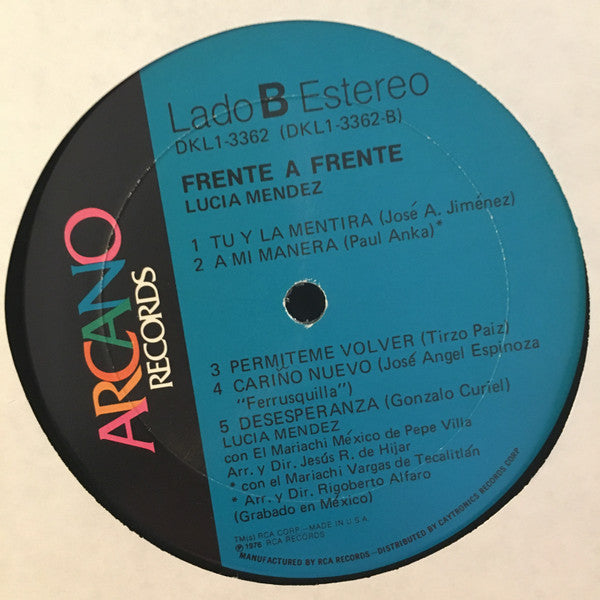 Lado B Estereo
DKL1-3362 (DKL1-3362-B)
FRENTE A FRENTE
LUCIA MENDEZ
1 TU Y LA MENTIRA (José A. Jiménez)
2 A MI MANERA (Paul Anka)*
3 PERMITEME VOLVER (Tirzo Paiz)
4 CARIÑO NUEVO (José Angel Espinoza
"Ferrusquilla")
5 DESESPERANZA (Gonzalo Curiel)
LUCIA MENDEZ
con El Mariachi México de Pepe Villa
Arr. y Dir. Jesús R. de Hijar
* con el Mariachi Vargas de Tecalitlán
* Arr. y Dir. Rigoberto Alfaro
(Grabado en México)
TM(s) RCA CORP—MADE IN U.S.A.
℗1976 RCA RECORDS
MANUFACTURED BY RCA RECORDS—DISTRIBUTED BY CAYTRONICS RECORDS CORP
ARCANO
RECORDS